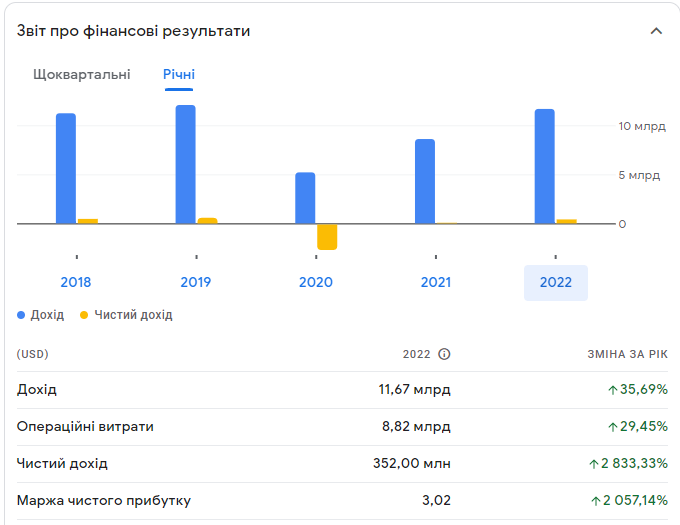 Звіт про фінансові результати
Щоквартальні Річні
10 млрд
5 млрд
0
2018 2019 2020 2021 2022
Дохід Чистий дохід
(USD) 2022 ЗМІНА ЗА РІК
Дохід 11,67 млрд ↑35,69%
Операційні витрати 8,82 млрд ↑29,45%
Чистий дохід 352,00 млн ↑2 833,33%
Маржа чистого прибутку 3,02 ↑2 057,14%